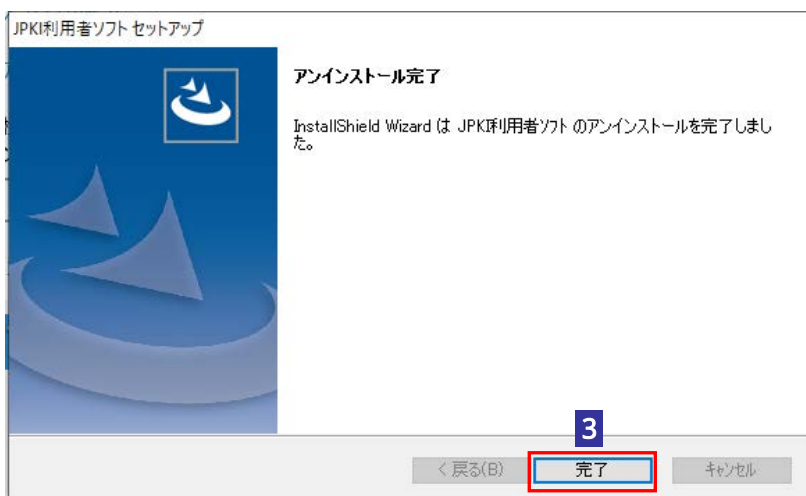 JPKI利用者ソフト セットアップ
アンインストール完了
InstallShield Wizard は JPKI利用者ソフト のアンインストールを完了しまし
た。
3
< 戻る(B)
完了
キャンセル